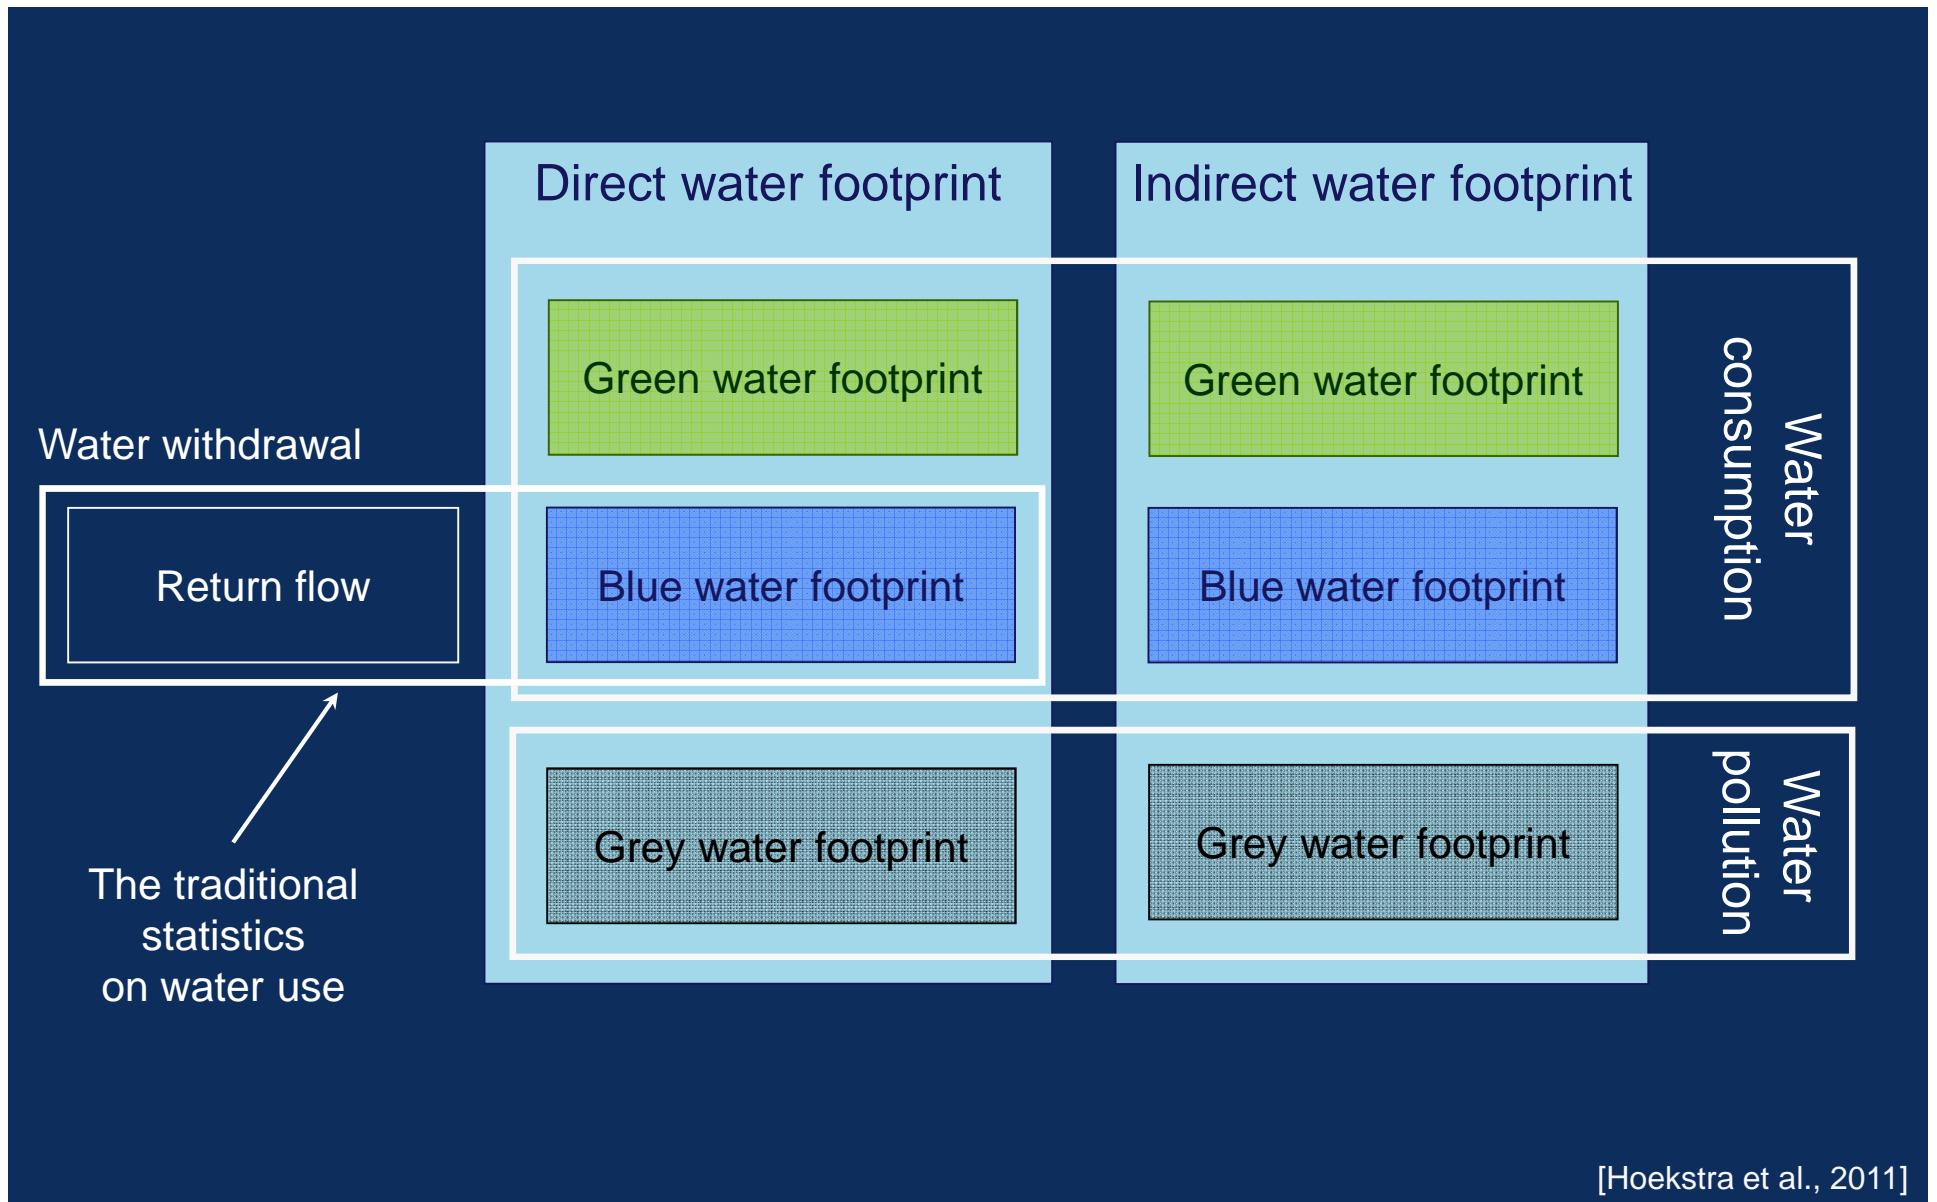 Direct water footprint
Indirect water footprint
Green water footprint
Green water footprint
Water
consumption
Water withdrawal
Return flow
Blue water footprint
Blue water footprint
Grey water footprint
Grey water footprint
Water
pollution
The traditional
statistics
on water use
[Hoekstra et al., 2011]